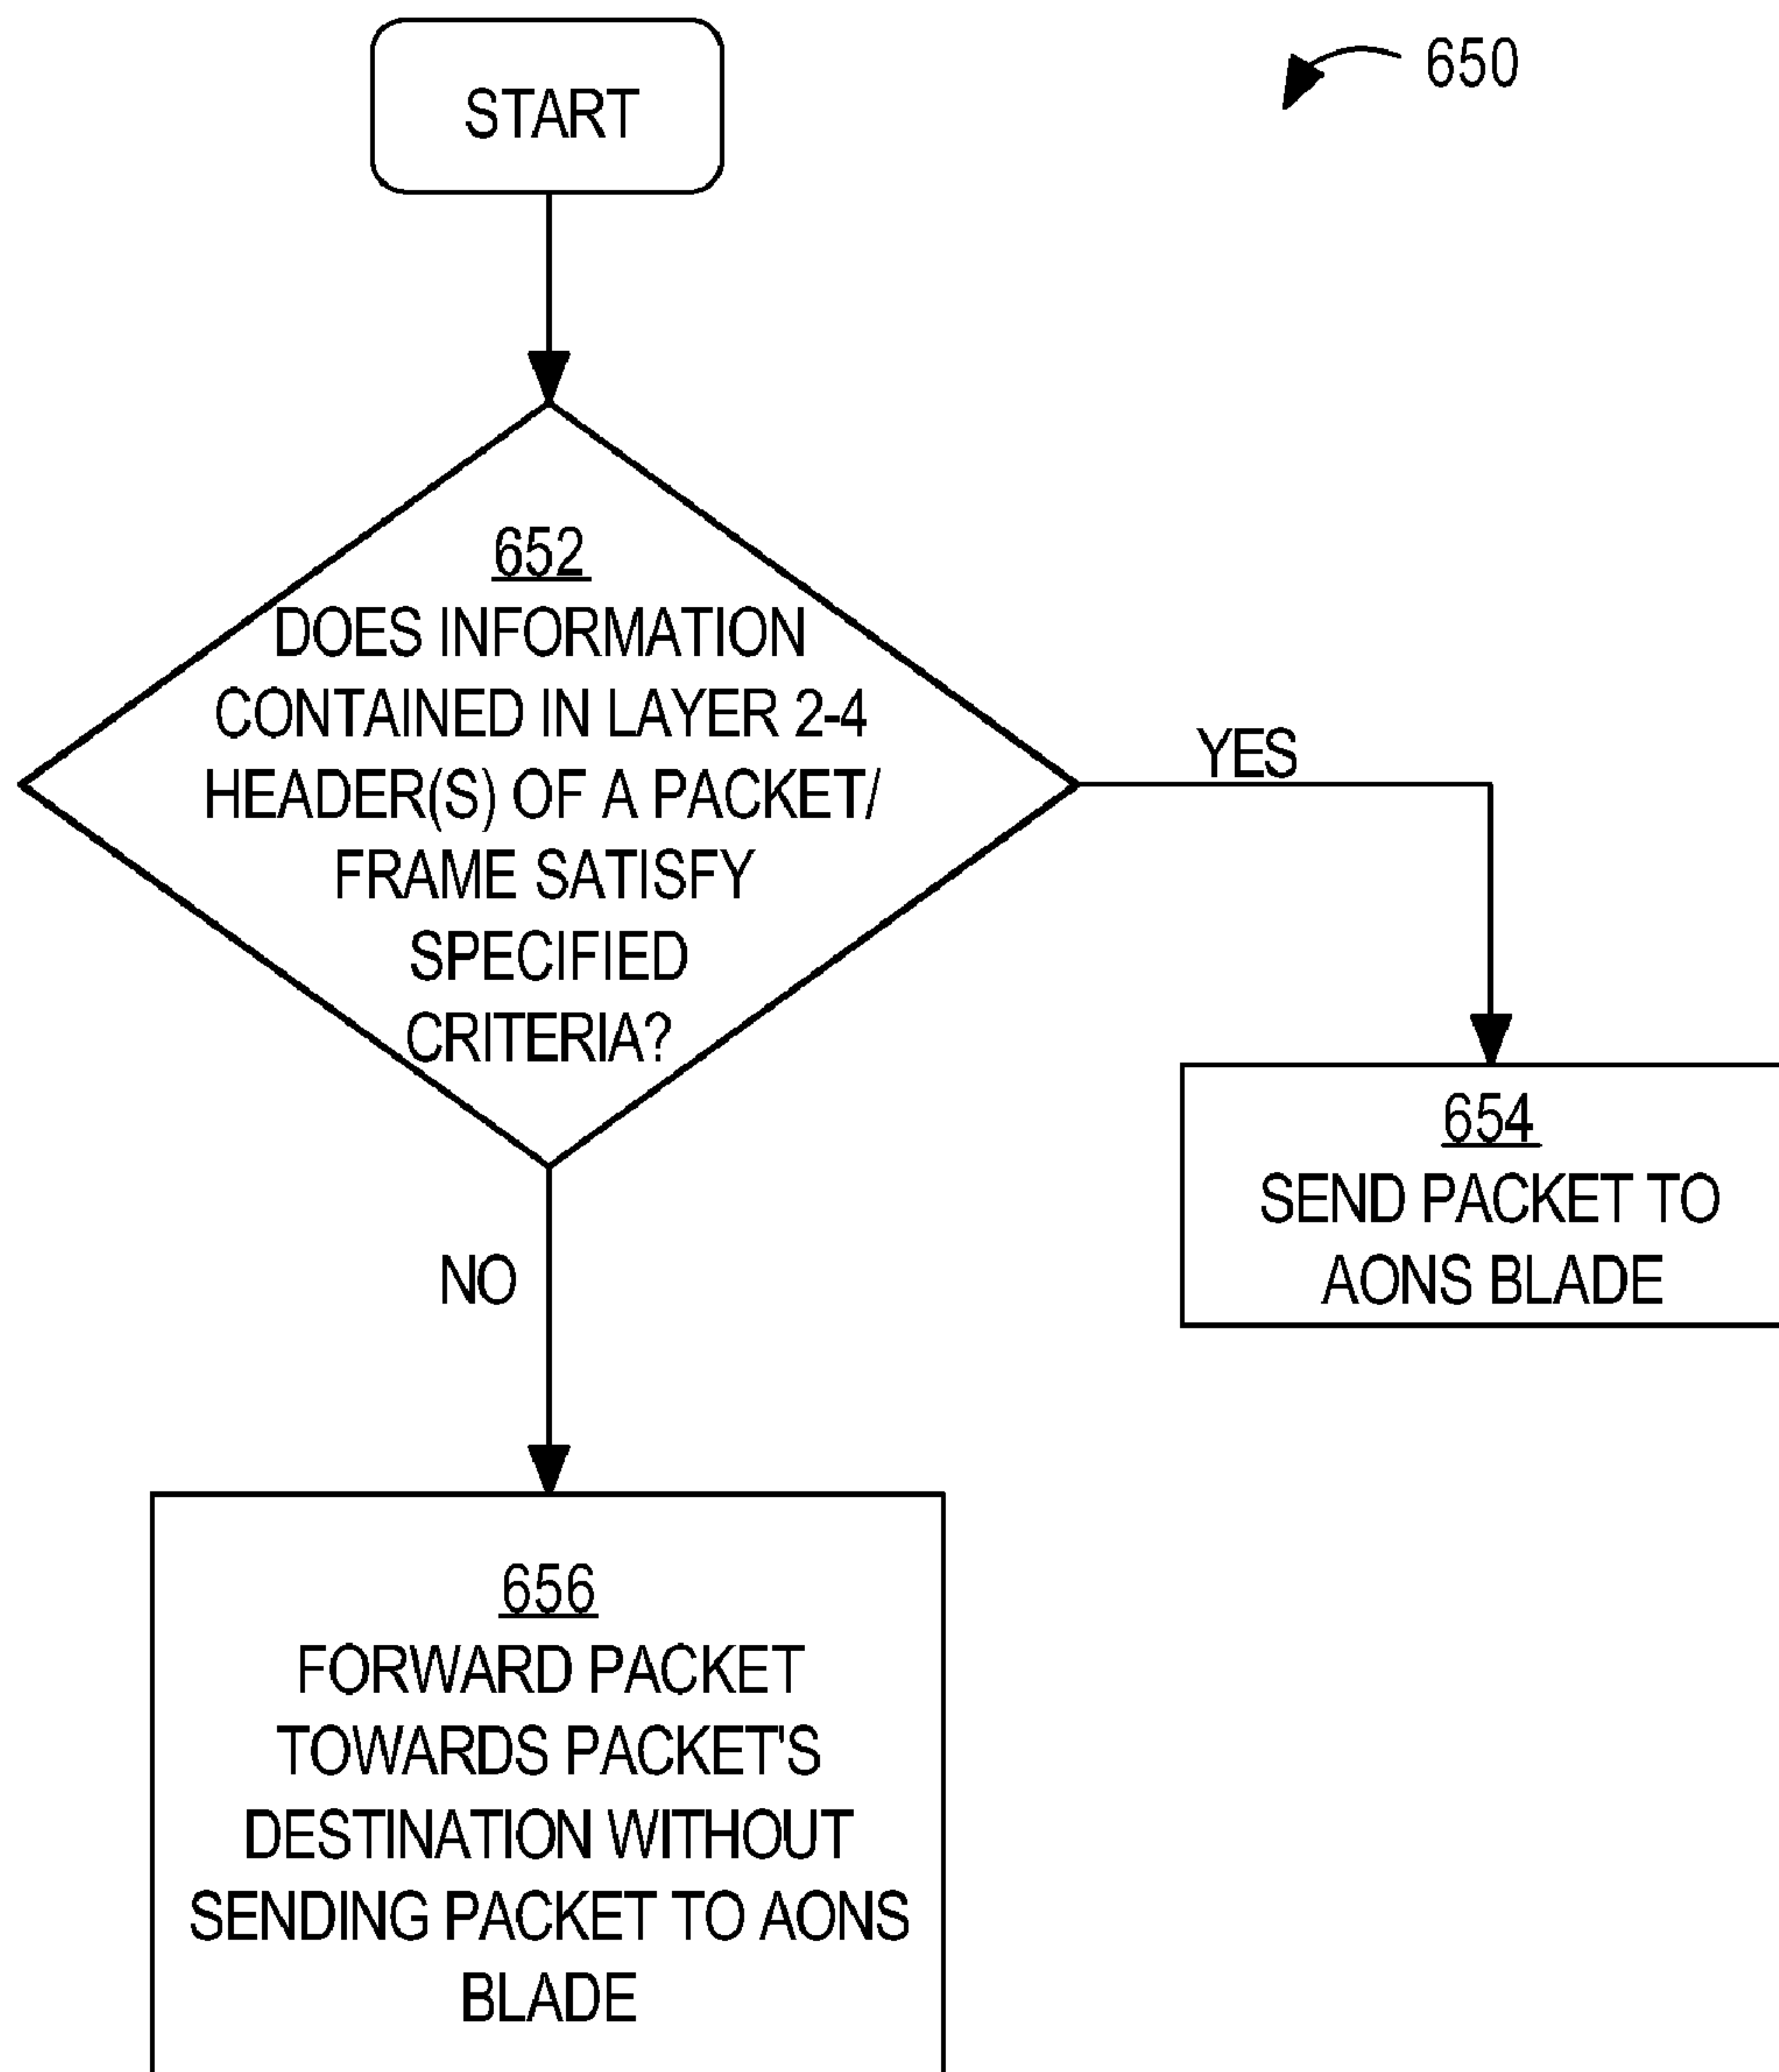 START
650
652
DOES INFORMATION
CONTAINED IN LAYER 2-4
HEADER(S) OF A PACKET/
FRAME SATISFY
SPECIFIED
CRITERIA?
YES
654
SEND PACKET TO
AONS BLADE
NO
656
FORWARD PACKET
TOWARDS PACKET'S
DESTINATION WITHOUT
SENDING PACKET TO AONS
BLADE